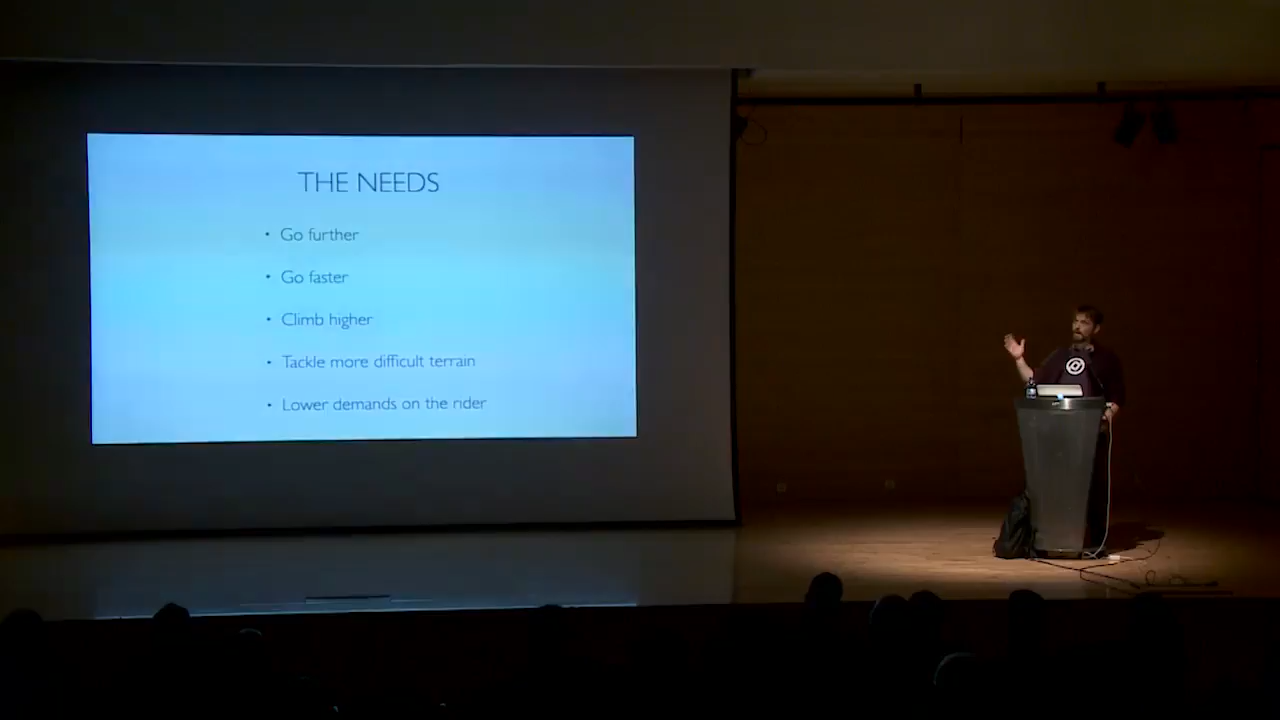 THE NEEDS
• Go further
• Go faster
• Climb higher
• Tackle more difficult terrain
• Lower demands on the rider